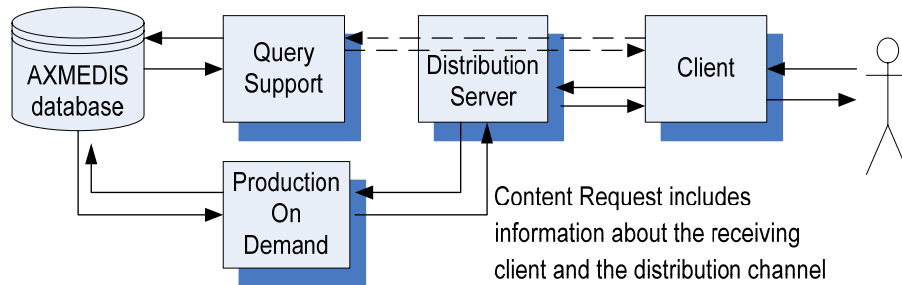 AXMEDIS
database
Query
Support
Distribution
Server
Client
Production
On
Demand
Content Request includes
information about the receiving
client and the distribution channel